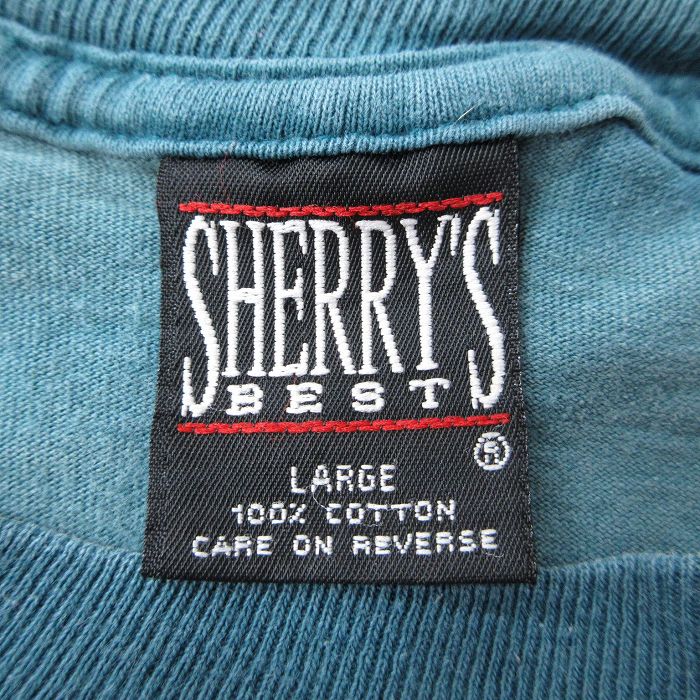 SHERRY'S
BEST
®
LARGE
100% COTTON
CARE ON REVERSE